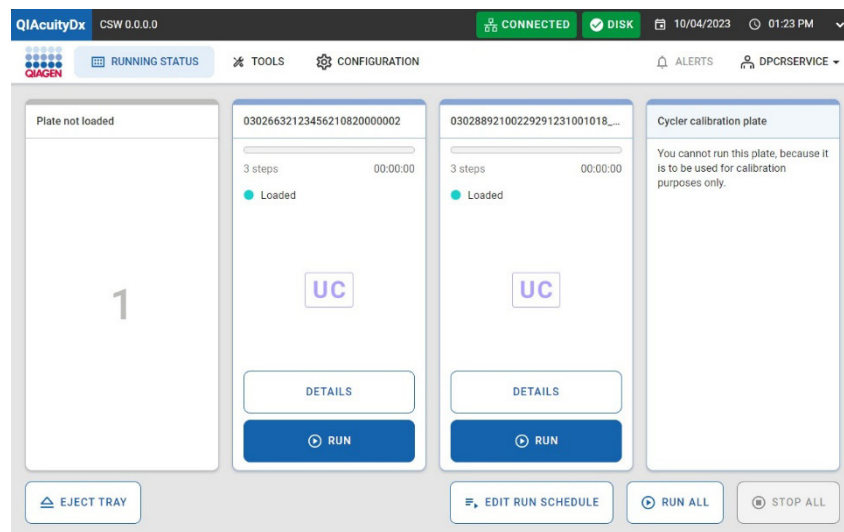 QIAcuityDx CSW 0.0.0.0 CONNECTED DISK 10/04/2023 01:23 PM
QIAGEN RUNNING STATUS TOOLS CONFIGURATION ALERTS DPCRSERVICE
Plate not loaded
1
03026632123456210820000002
3 steps 00:00:00
Loaded
UC
DETAILS
RUN
03028892100229291231001018_...
3 steps 00:00:00
Loaded
UC
DETAILS
RUN
Cycler calibration plate
You cannot run this plate, because it
is to be used for calibration
purposes only.
EJECT TRAY EDIT RUN SCHEDULE RUN ALL STOP ALL